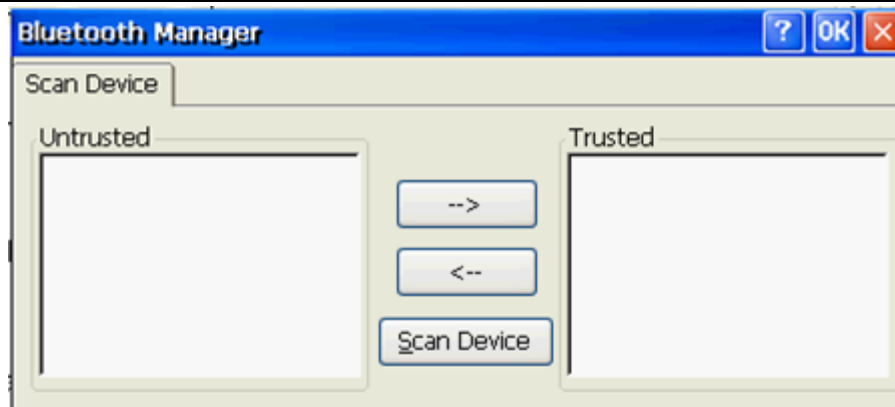 Bluetooth Manager ? OK ×
Scan Device
Untrusted
Trusted
-->
<--
Scan Device